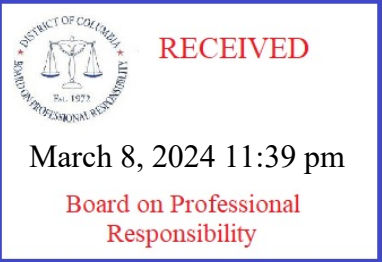 DISTRICT OF COLUMBIA
BOARD ON PROFESSIONAL RESPONSIBILITY
Est. 1972
RECEIVED
March 8, 2024 11:39 pm
Board on Professional
Responsibility